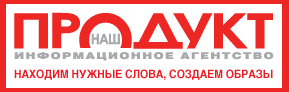 НАШ ПРОДУКТ
ИНФОРМАЦИОННОЕ АГЕНТСТВО
НАХОДИМ НУЖНЫЕ СЛОВА, СОЗДАЕМ ОБРАЗЫ